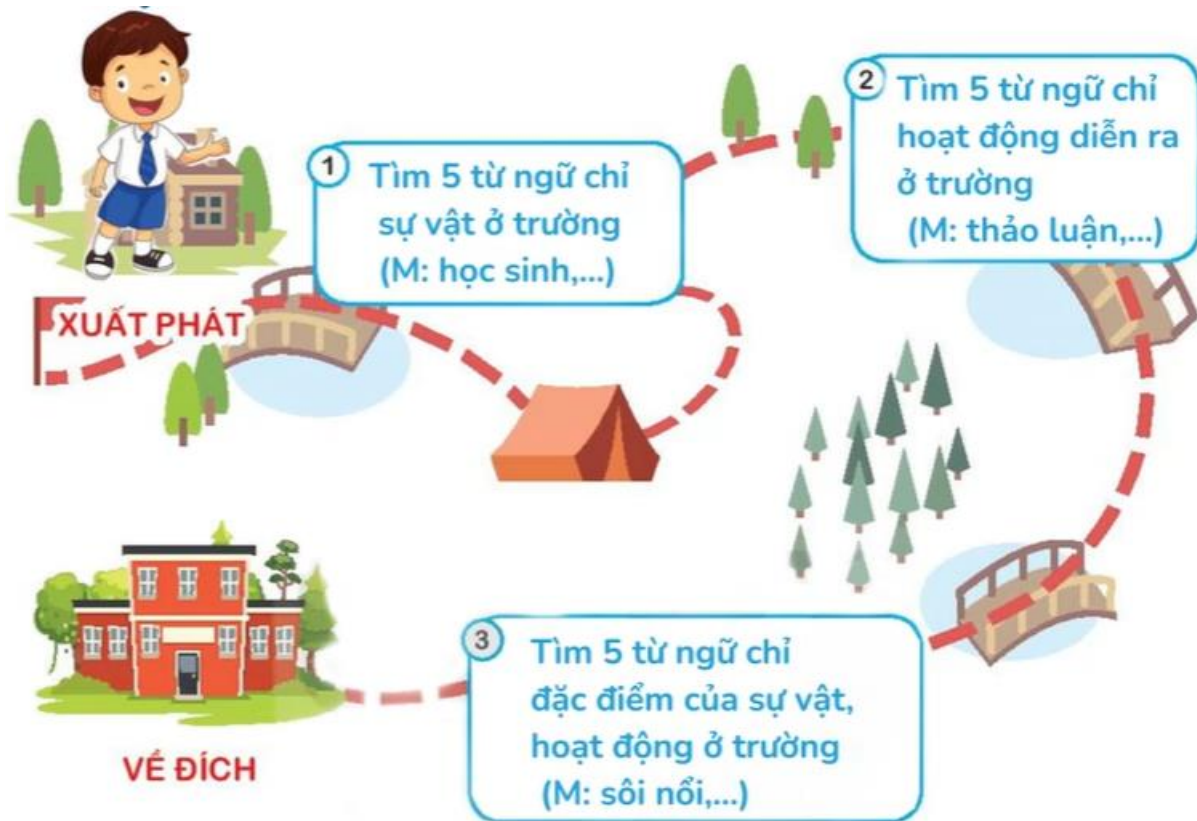 XUẤT PHÁT
1
Tìm 5 từ ngữ chỉ
sự vật ở trường
(M: học sinh,...)
2
Tìm 5 từ ngữ chỉ
hoạt động diễn ra
ở trường
(M: thảo luận,...)
3
Tìm 5 từ ngữ chỉ
đặc điểm của sự vật,
hoạt động ở trường
(M: sôi nổi,...)
VỀ ĐÍCH